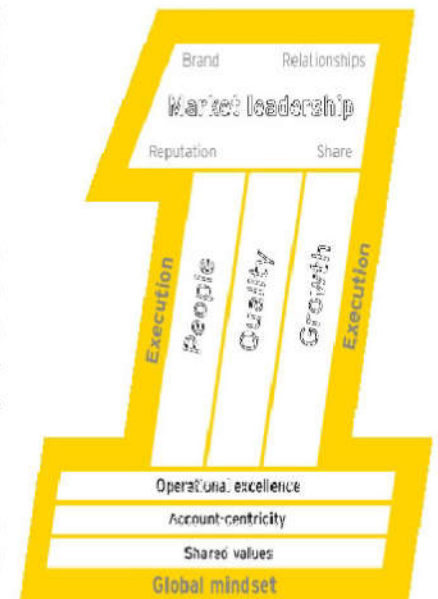 Brand Relationships
Market leadership
Reputation Share
Execution
People
Quality
Growth
Execution
Operational excellence
Account-centricity
Shared values
Global mindset